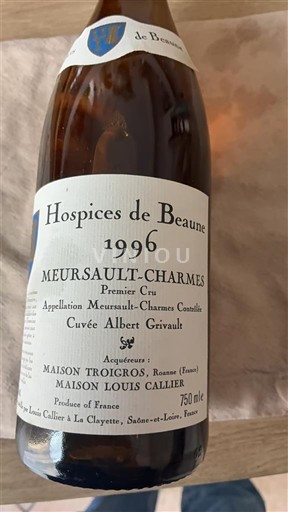 de Beaune
Hospices de Beaune
1996
MEURSAULT-CHARMES
Premier Cru
Appellation Meursault-Charmes Contrôlée
Cuvée Albert Grivault
Acquéreurs :
MAISON TROIGROS, Roanne (France)
MAISON LOUIS CALLIER
Produce of France
750 ml e
par Louis Callier à La Clayette, Saône-et-Loire, France
viniou